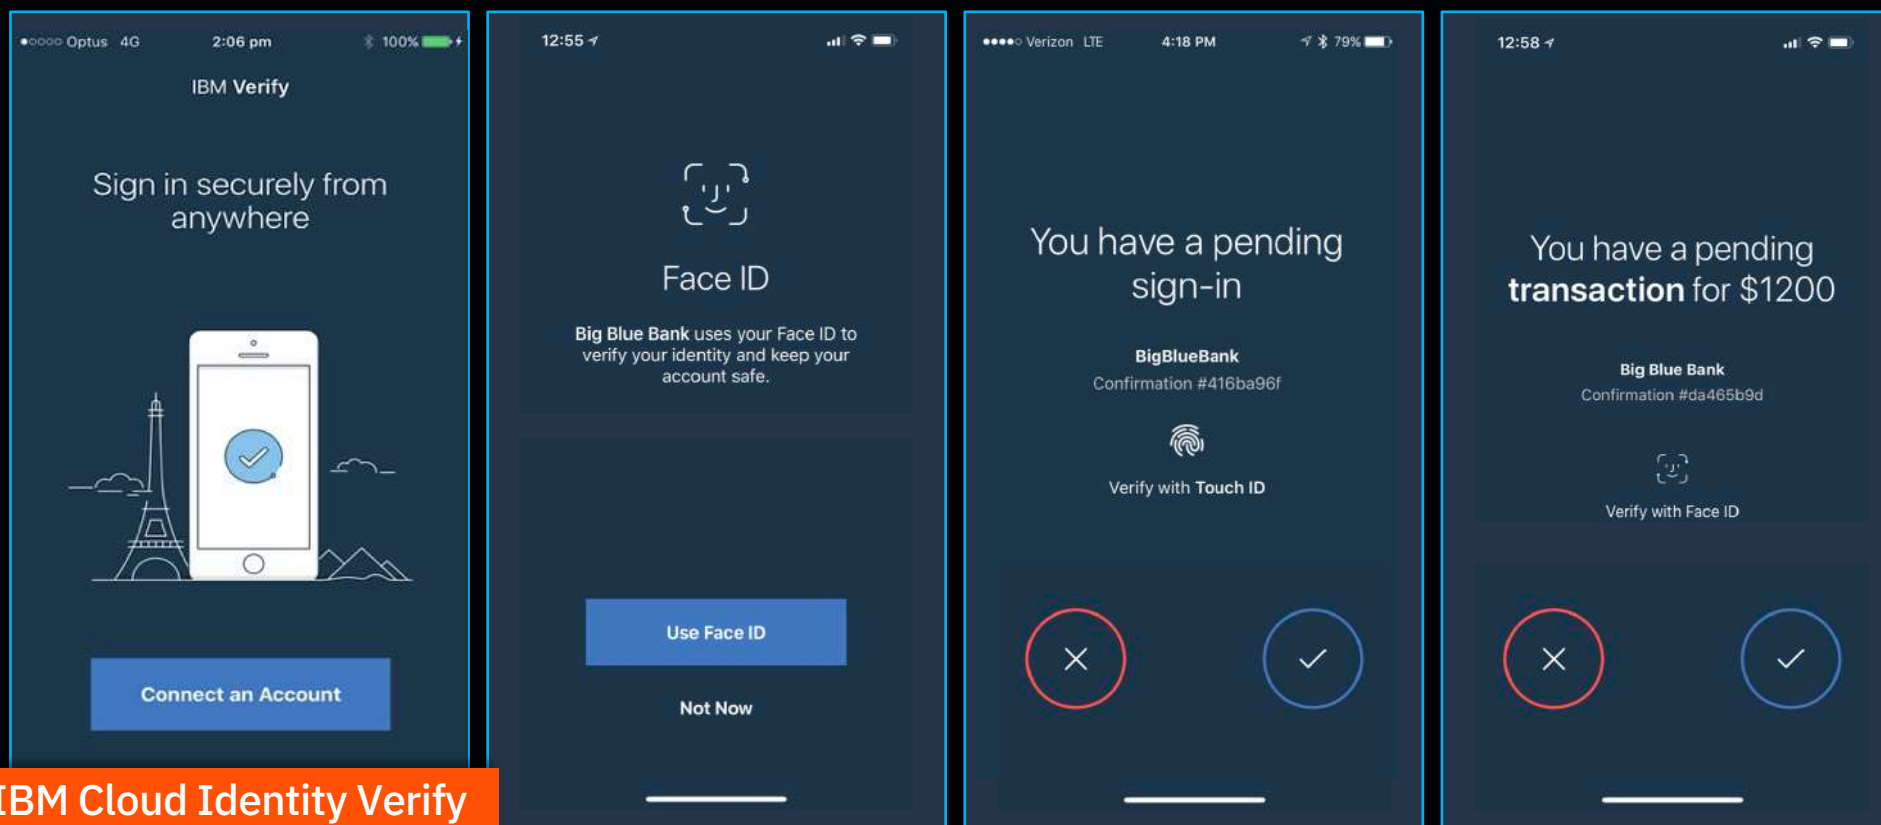 Optus 4G 2:06 pm 100%
IBM Verify
Sign in securely from
anywhere
Connect an Account
12:55
Face ID
Big Blue Bank uses your Face ID to
verify your identity and keep your
account safe.
Use Face ID
Not Now
Verizon LTE 4:18 PM 79%
You have a pending
sign-in
BigBlueBank
Confirmation #416ba96f
Verify with Touch ID
12:58
You have a pending
transaction for $1200
Big Blue Bank
Confirmation #da465b9d
Verify with Face ID
IBM Cloud Identity Verify